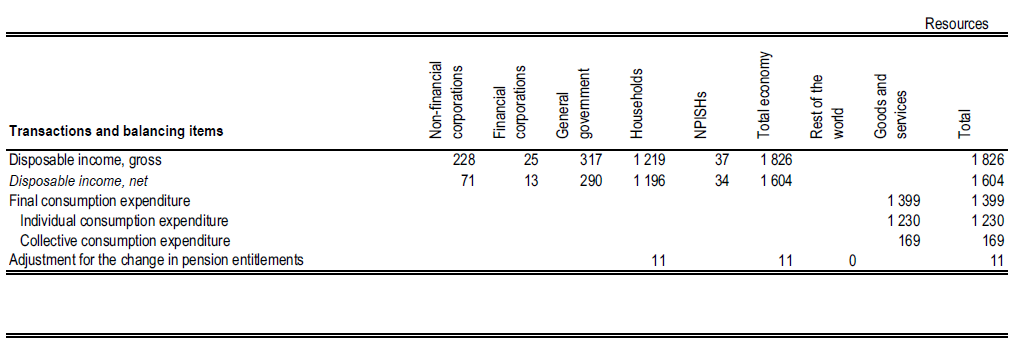 Resources
Transactions and balancing items Non-financial corporations Financial corporations General government Households NPISHs Total economy Rest of the world Goods and services Total
Disposable income, gross 228 25 317 1 219 37 1 826 1 826
Disposable income, net 71 13 290 1 196 34 1 604 1 604
Final consumption expenditure 1 399 1 399
Individual consumption expenditure 1 230 1 230
Collective consumption expenditure 169 169
Adjustment for the change in pension entitlements 11 11 0 11